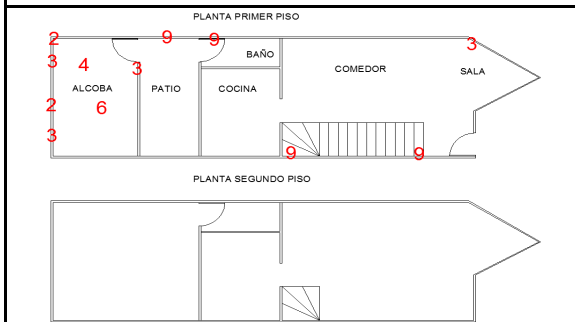 PLANTA PRIMER PISO
2 9 9 3
BAÑO
3 4 3 COMEDOR SALA
ALCOBA PATIO COCINA
2 6
3
9 9
PLANTA SEGUNDO PISO